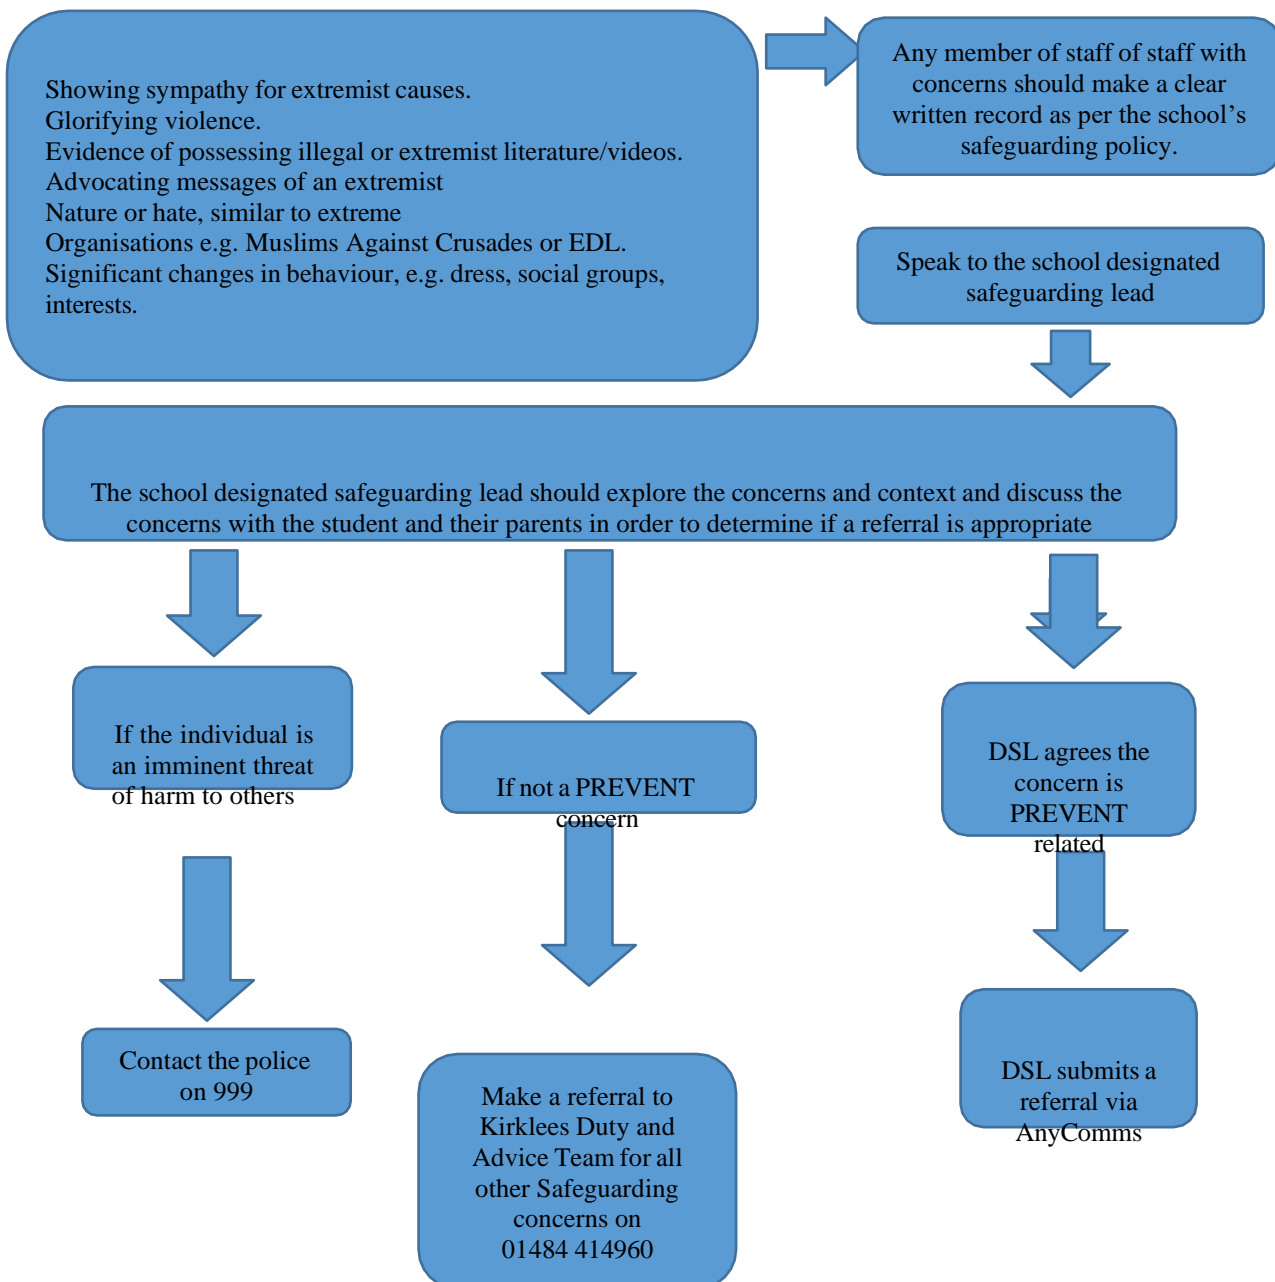 Showing sympathy for extremist causes.
Glorifying violence.
Evidence of possessing illegal or extremist literature/videos.
Advocating messages of an extremist
Nature or hate, similar to extreme
Organisations e.g. Muslims Against Crusades or EDL.
Significant changes in behaviour, e.g. dress, social groups,
interests.
Any member of staff of staff with
concerns should make a clear
written record as per the school’s
safeguarding policy.
Speak to the school designated
safeguarding lead
The school designated safeguarding lead should explore the concerns and context and discuss the
concerns with the student and their parents in order to determine if a referral is appropriate
If the individual is
an imminent threat
of harm to others
If not a PREVENT
concern
DSL agrees the
concern is
PREVENT
related
Contact the police
on 999
Make a referral to
Kirklees Duty and
Advice Team for all
other Safeguarding
concerns on
01484 414960
DSL submits a
referral via
AnyComms